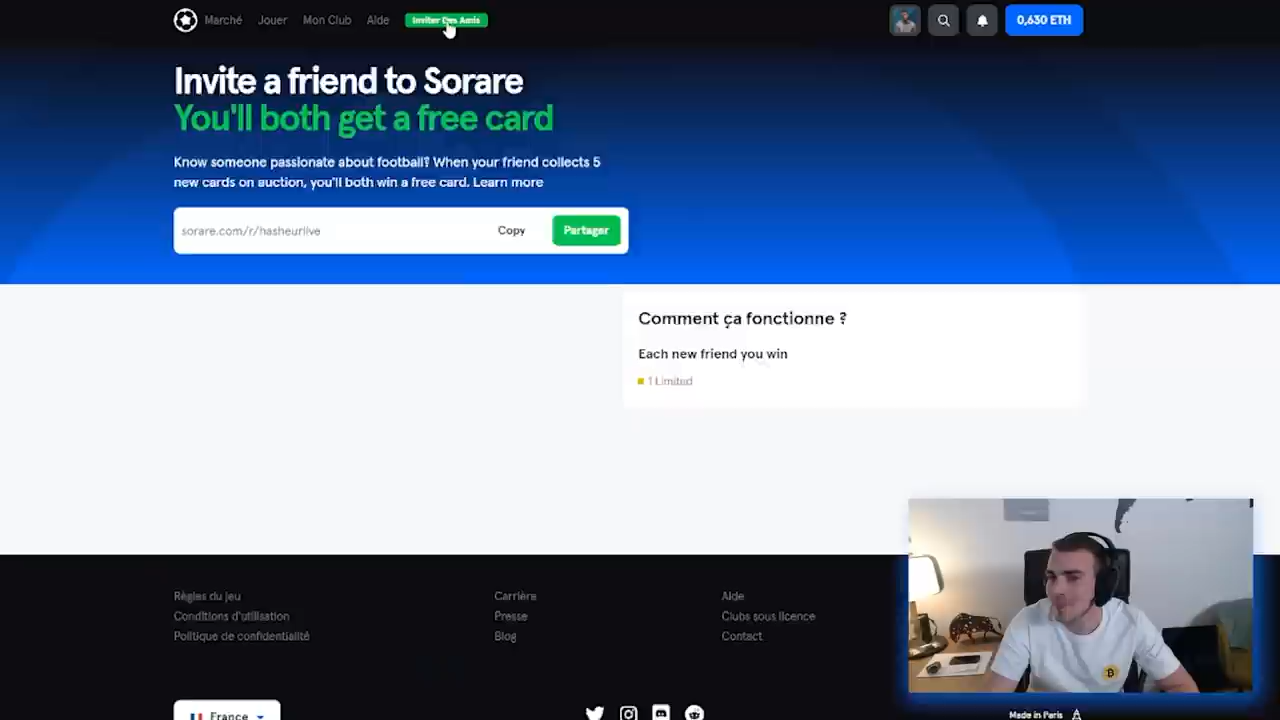 Marché Jouer Mon Club Aide Inviter Des Amis 0,630 ETH
Invite a friend to Sorare
You'll both get a free card
Know someone passionate about football? When your friend collects 5
new cards on auction, you'll both win a free card. Learn more
sorare.com/r/hasheurlive Copy Partager
Comment ça fonctionne ?
Each new friend you win
1 Limited
Règles du jeu Carrière Aide
Conditions d'utilisation Presse Clubs sous licence
Politique de confidentialité Blog Contact
France
Made in Paris